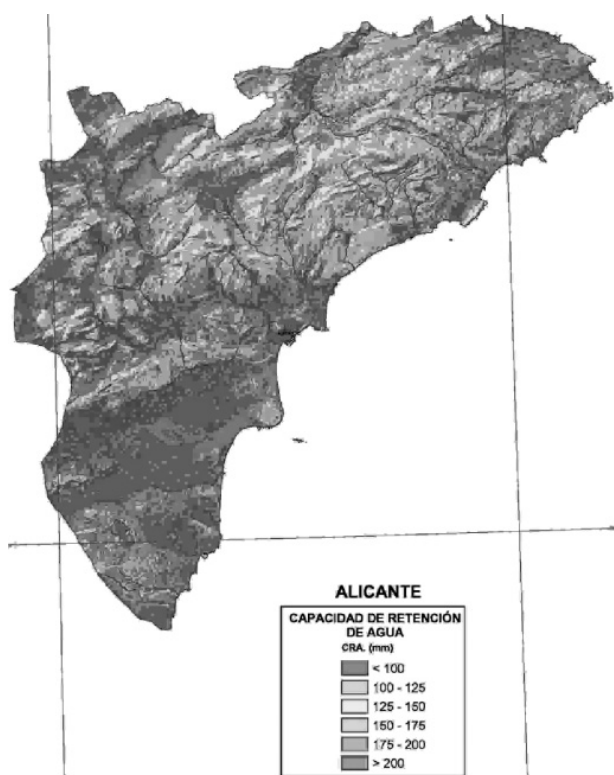 ALICANTE
CAPACIDAD DE RETENCIÓN
DE AGUA
CRA. (mm)
< 100
100 - 125
125 - 150
150 - 175
175 - 200
> 200